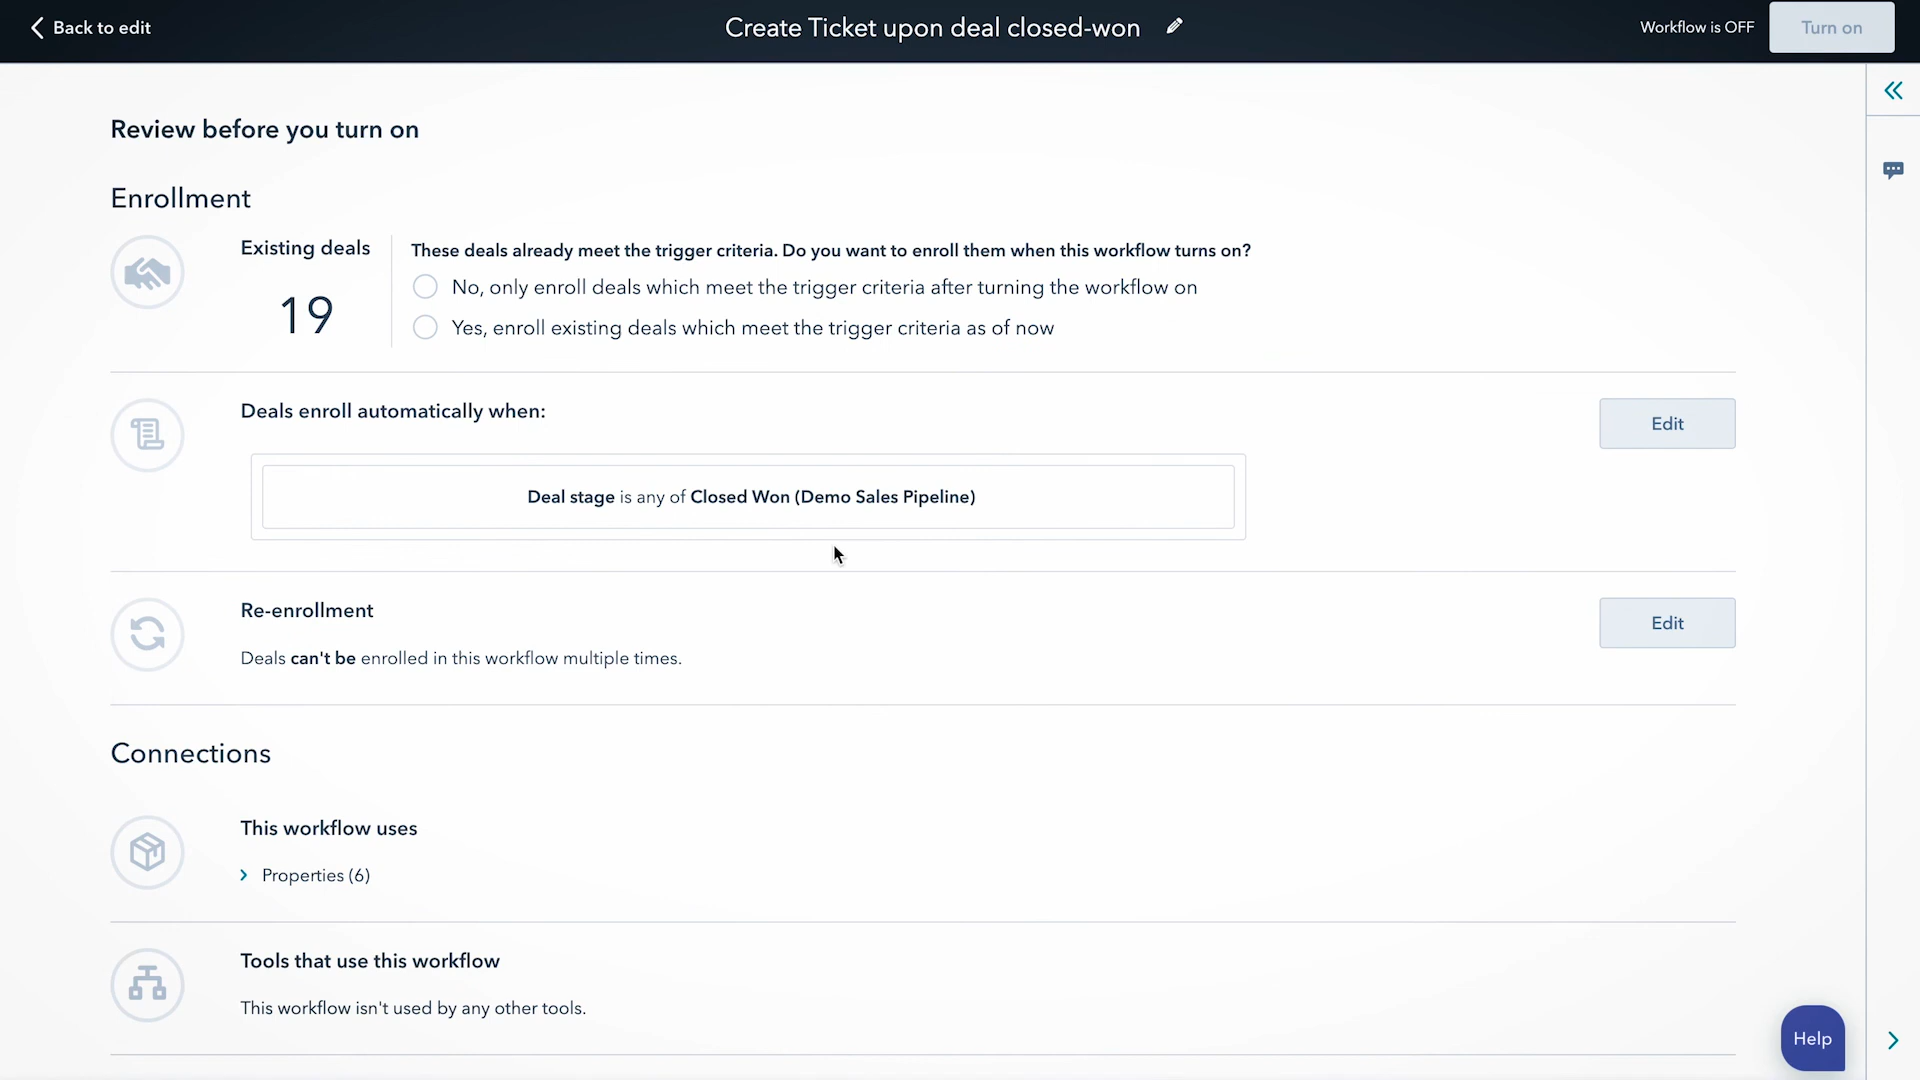 Back to edit
Create Ticket upon deal closed-won
Workflow is OFF
Turn on
Review before you turn on
Enrollment
Existing deals
19
These deals already meet the trigger criteria. Do you want to enroll them when this workflow turns on?
No, only enroll deals which meet the trigger criteria after turning the workflow on
Yes, enroll existing deals which meet the trigger criteria as of now
Deals enroll automatically when:
Edit
Deal stage is any of Closed Won (Demo Sales Pipeline)
Re-enrollment
Edit
Deals can't be enrolled in this workflow multiple times.
Connections
This workflow uses
Properties (6)
Tools that use this workflow
This workflow isn't used by any other tools.
Help